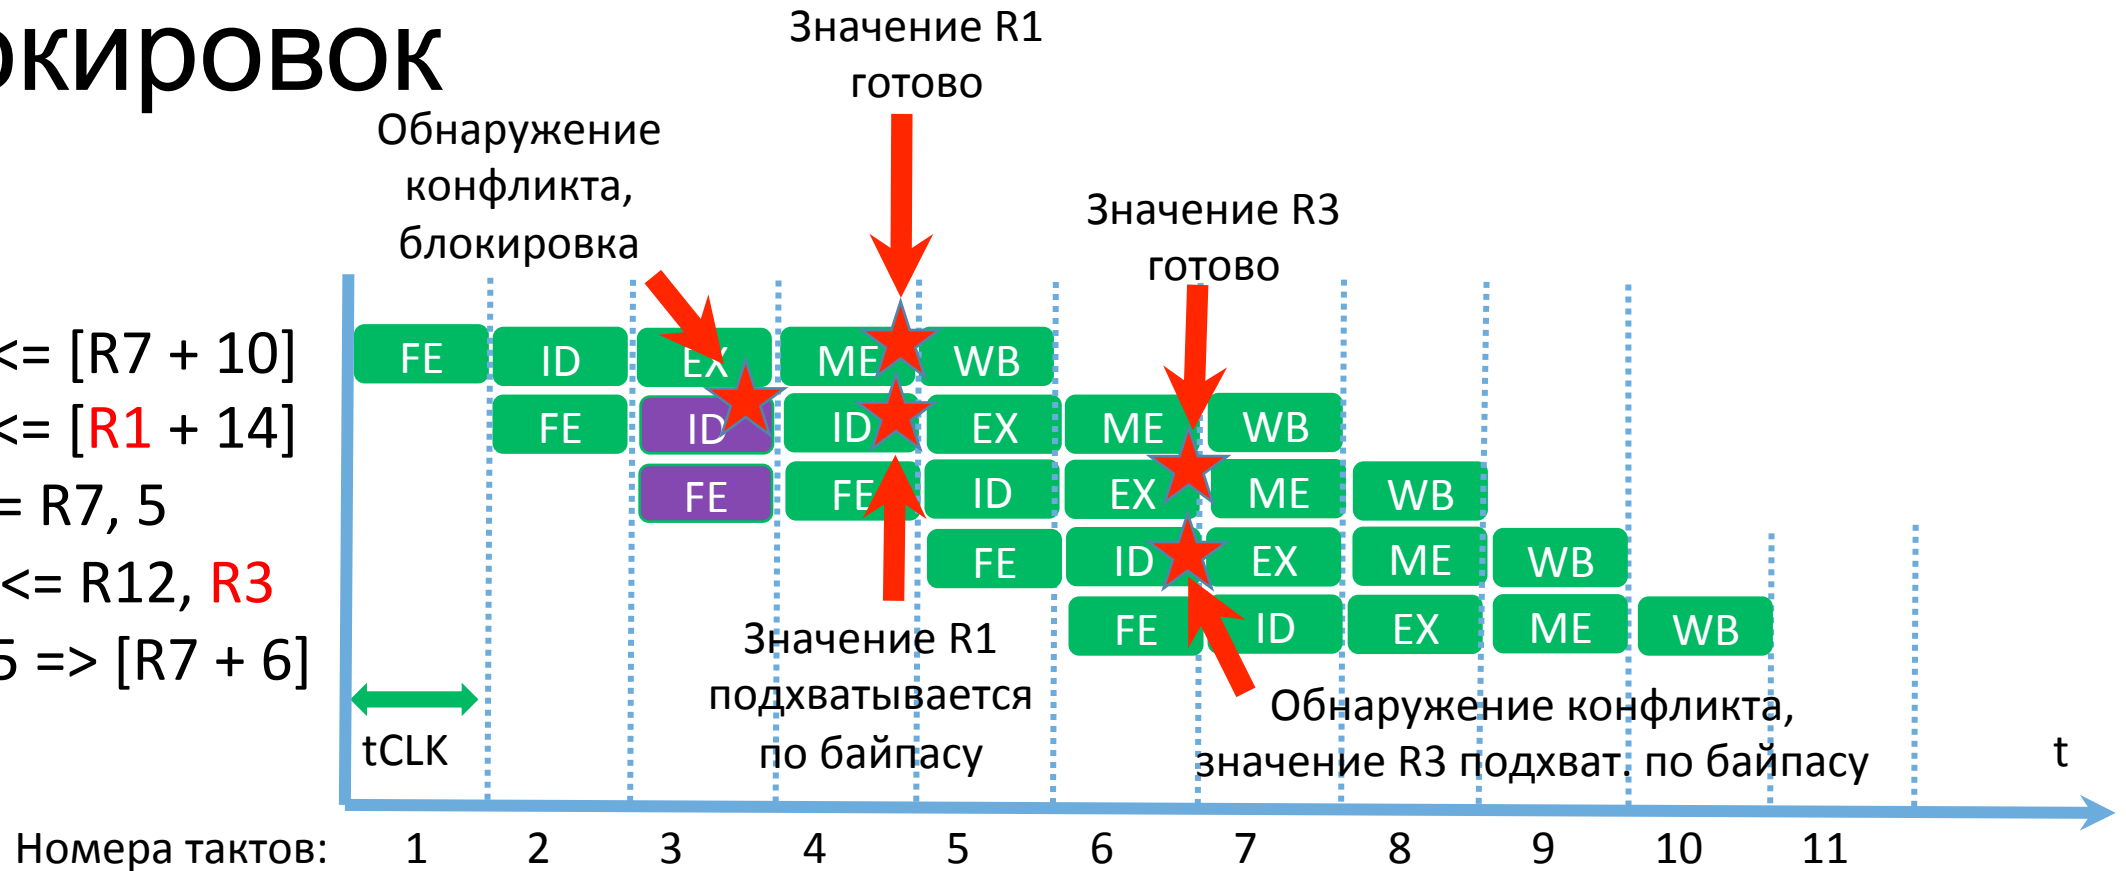 окировок
Значение R1
готово
Обнаружение
конфликта,
блокировка
Значение R3
готово
<= [R7 + 10]
FE ID EX ME WB
<= [R1 + 14]
FE ID ID EX ME WB
= R7, 5
FE FE ID EX ME WB
<= R12, R3
FE ID EX ME WB
5 => [R7 + 6]
FE ID EX ME WB
Значение R1
подхватывается
по байпасу
Обнаружение конфликта,
значение R3 подхват. по байпасу
tCLK
t
Номера тактов: 1 2 3 4 5 6 7 8 9 10 11